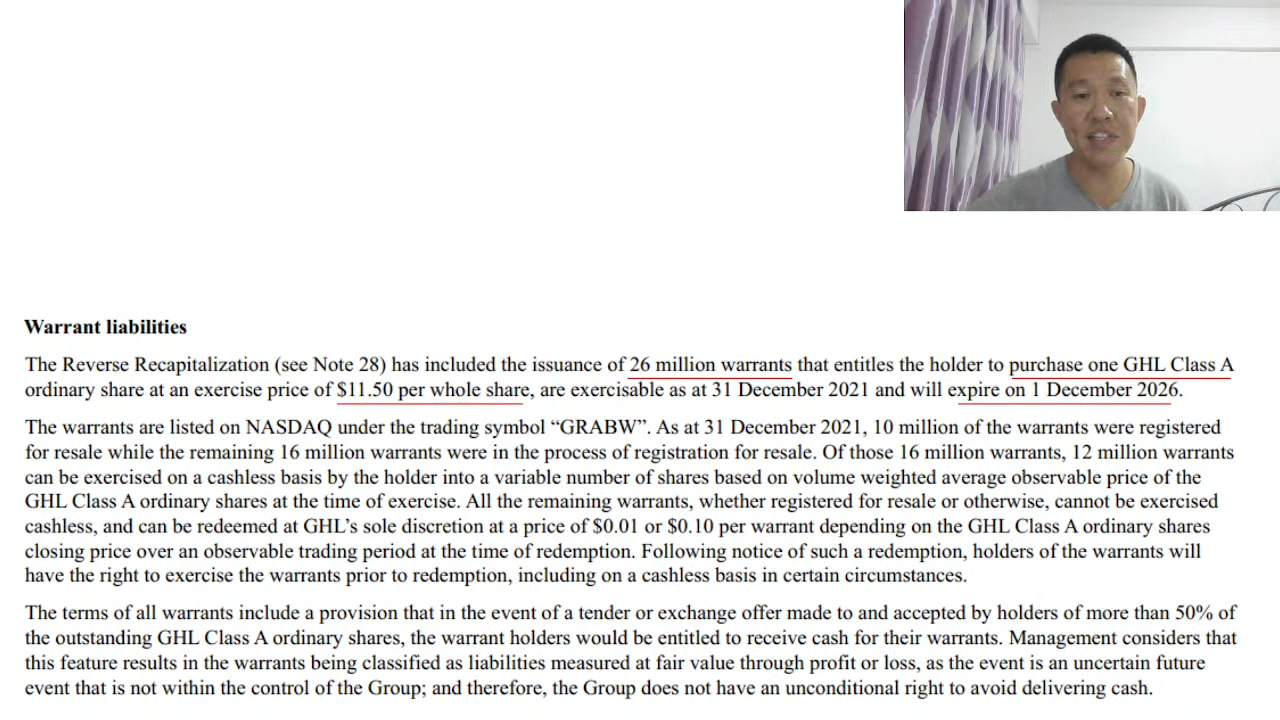 Warrant liabilities
The Reverse Recapitalization (see Note 28) has included the issuance of 26 million warrants that entitles the holder to purchase one GHL Class A
ordinary share at an exercise price of $11.50 per whole share, are exercisable as at 31 December 2021 and will expire on 1 December 2026.
The warrants are listed on NASDAQ under the trading symbol “GRABW”. As at 31 December 2021, 10 million of the warrants were registered
for resale while the remaining 16 million warrants were in the process of registration for resale. Of those 16 million warrants, 12 million warrants
can be exercised on a cashless basis by the holder into a variable number of shares based on volume weighted average observable price of the
GHL Class A ordinary shares at the time of exercise. All the remaining warrants, whether registered for resale or otherwise, cannot be exercised
cashless, and can be redeemed at GHL’s sole discretion at a price of $0.01 or $0.10 per warrant depending on the GHL Class A ordinary shares
closing price over an observable trading period at the time of redemption. Following notice of such a redemption, holders of the warrants will
have the right to exercise the warrants prior to redemption, including on a cashless basis in certain circumstances.
The terms of all warrants include a provision that in the event of a tender or exchange offer made to and accepted by holders of more than 50% of
the outstanding GHL Class A ordinary shares, the warrant holders would be entitled to receive cash for their warrants. Management considers that
this feature results in the warrants being classified as liabilities measured at fair value through profit or loss, as the event is an uncertain future
event that is not within the control of the Group; and therefore, the Group does not have an unconditional right to avoid delivering cash.